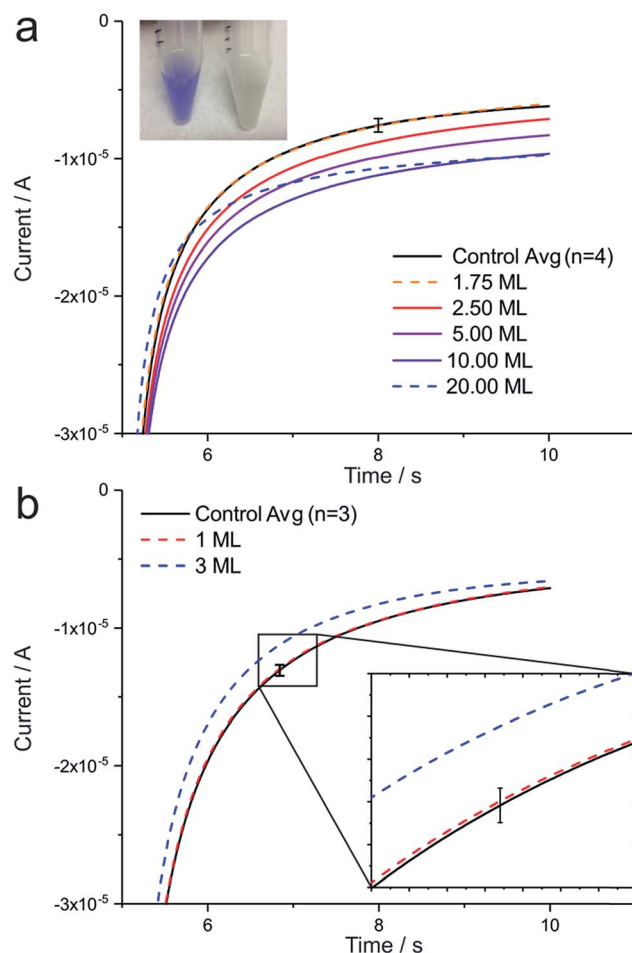 a
0
-1x10⁻⁵
-2x10⁻⁵
-3x10⁻⁵
Current / A
Control Avg (n=4)
1.75 ML
2.50 ML
5.00 ML
10.00 ML
20.00 ML
6
8
10
Time / s
b
0
-1x10⁻⁵
-2x10⁻⁵
-3x10⁻⁵
Current / A
Control Avg (n=3)
1 ML
3 ML
6
8
10
Time / s